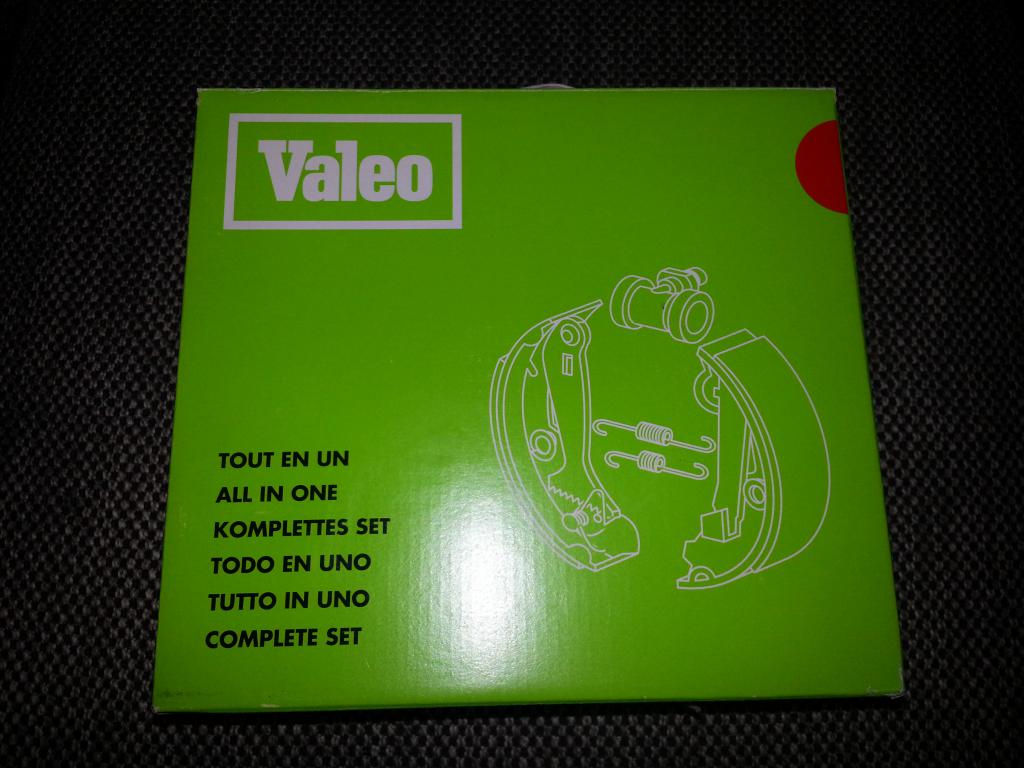 Valeo
TOUT EN UN
ALL IN ONE
KOMPLETTES SET
TODO EN UNO
TUTTO IN UNO
COMPLETE SET